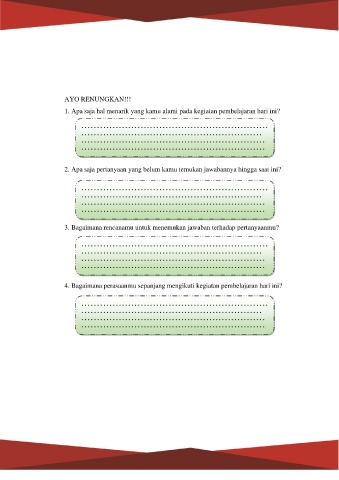 AYO RENUNGKAN!!!
1. Apa saja hal menarik yang kamu alami pada kegiatan pembelajaran hari ini?
2. Apa saja pertanyaan yang belum kamu temukan jawabannya hingga saat ini?
3. Bagaimana rencanamu untuk menemukan jawaban terhadap pertanyaanmu?
4. Bagaimana perasaanmu sepanjang mengikuti kegiatan pembelajaran hari ini?